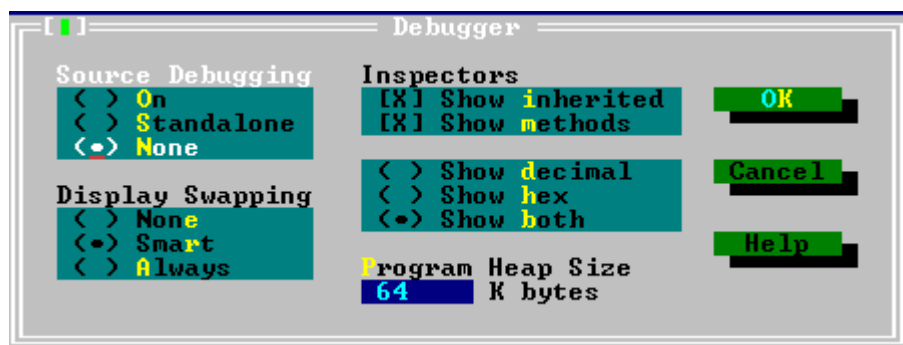 Debugger
Source Debugging
( ) On
( ) Standalone
(•) None
Display Swapping
( ) None
(•) Smart
( ) Always
Inspectors
[X] Show inherited
[X] Show methods
( ) Show decimal
( ) Show hex
(•) Show both
Program Heap Size
64 K bytes
OK
Cancel
Help